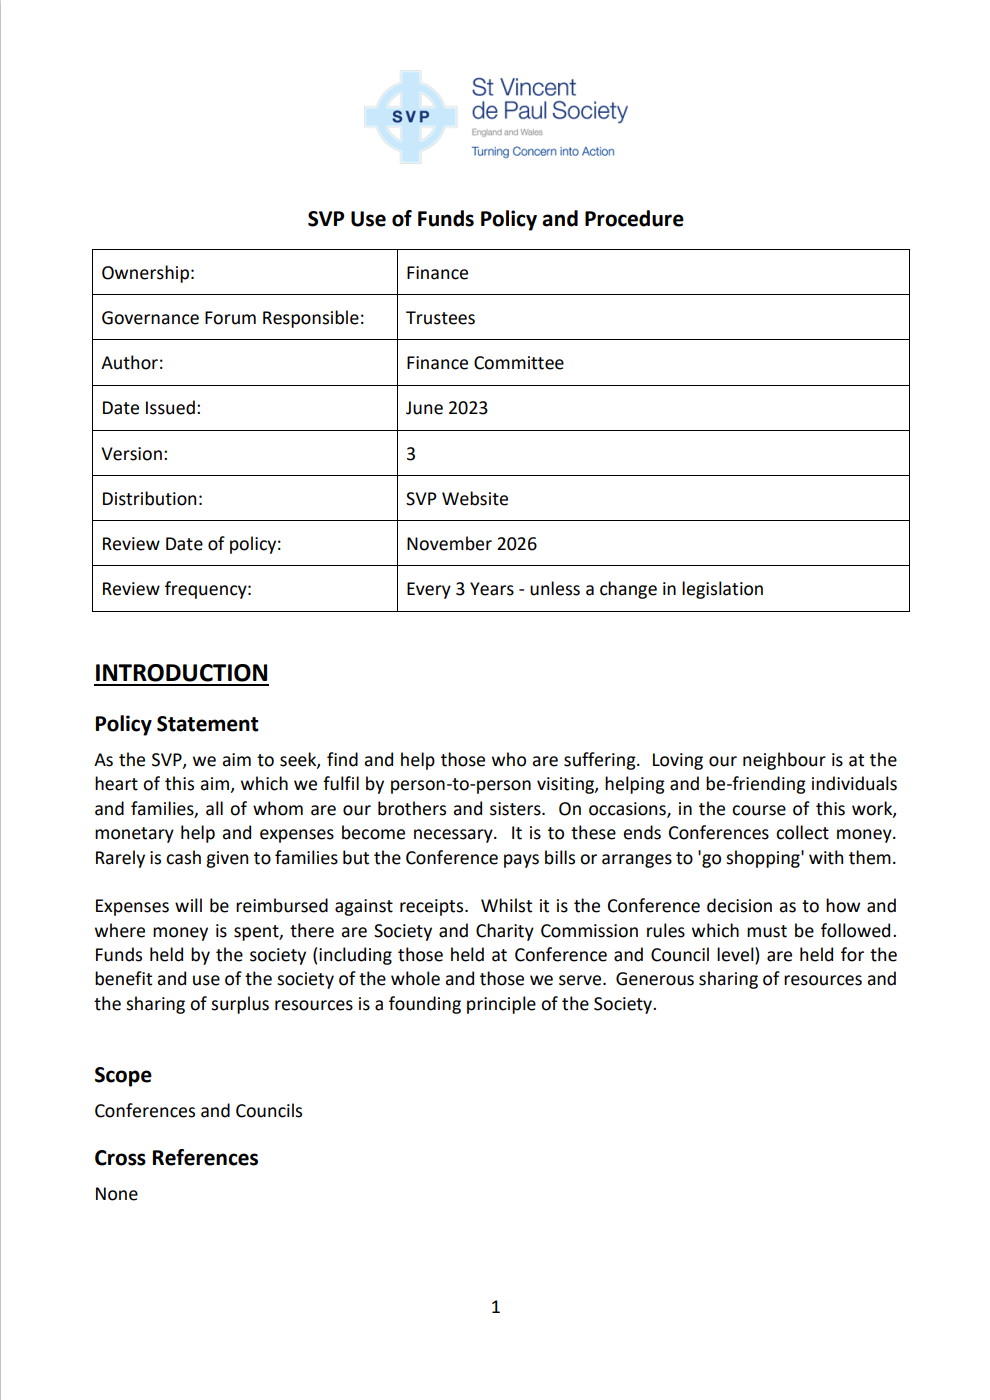 SVP
St Vincent
de Paul Society
England and Wales
Turning Concern into Action
SVP Use of Funds Policy and Procedure
Ownership: Finance
Governance Forum Responsible: Trustees
Author: Finance Committee
Date Issued: June 2023
Version: 3
Distribution: SVP Website
Review Date of policy: November 2026
Review frequency: Every 3 Years - unless a change in legislation
INTRODUCTION
Policy Statement
As the SVP, we aim to seek, find and help those who are suffering. Loving our neighbour is at the
heart of this aim, which we fulfil by person-to-person visiting, helping and be-friending individuals
and families, all of whom are our brothers and sisters. On occasions, in the course of this work,
monetary help and expenses become necessary. It is to these ends Conferences collect money.
Rarely is cash given to families but the Conference pays bills or arranges to 'go shopping' with them.
Expenses will be reimbursed against receipts. Whilst it is the Conference decision as to how and
where money is spent, there are Society and Charity Commission rules which must be followed.
Funds held by the society (including those held at Conference and Council level) are held for the
benefit and use of the society of the whole and those we serve. Generous sharing of resources and
the sharing of surplus resources is a founding principle of the Society.
Scope
Conferences and Councils
Cross References
None
1